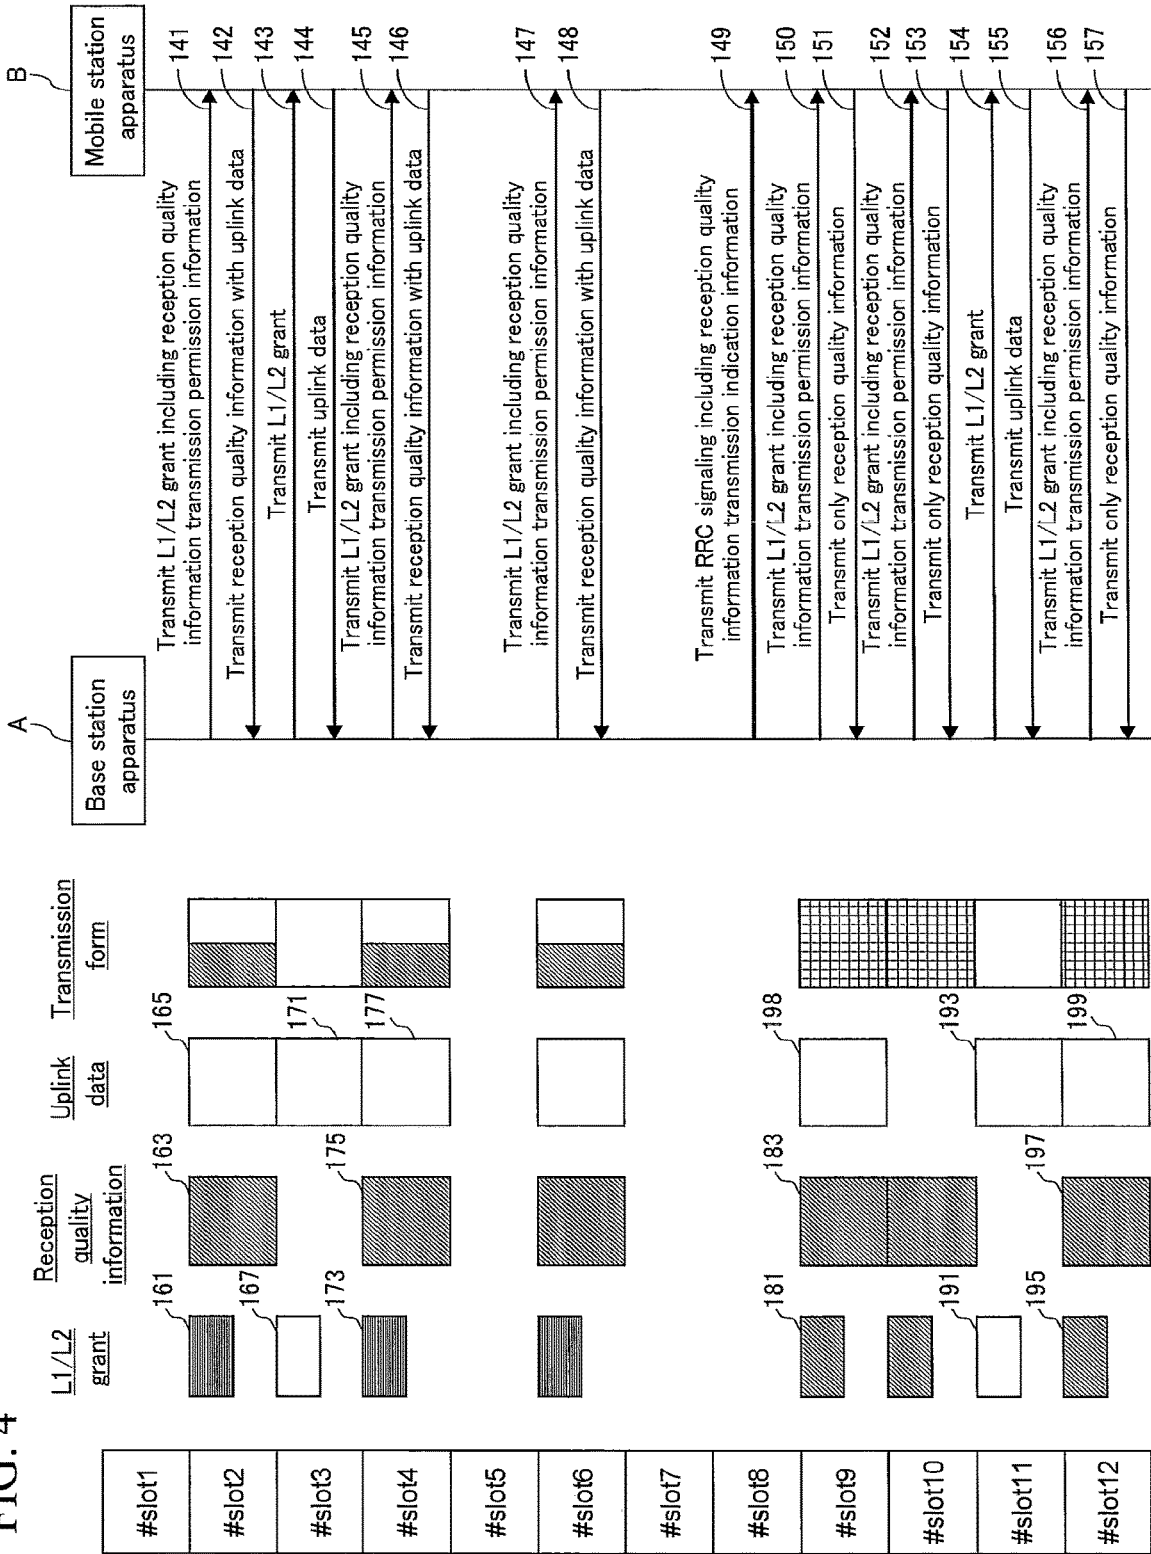 FIG. 4
L1/L2
grant
Reception
quality
information
Uplink
data
Transmission
form
A
Base station
apparatus
B
Mobile station
apparatus
#slot1
#slot2
#slot3
#slot4
#slot5
#slot6
#slot7
#slot8
#slot9
#slot10
#slot11
#slot12
161
167
173
181
191
195
163
175
183
197
165
171
177
198
193
199
Transmit L1/L2 grant including reception quality
information transmission permission information
141
Transmit reception quality information with uplink data
142
Transmit L1/L2 grant
143
Transmit uplink data
144
Transmit L1/L2 grant including reception quality
information transmission permission information
145
Transmit reception quality information with uplink data
146
Transmit L1/L2 grant including reception quality
information transmission permission information
147
Transmit reception quality information with uplink data
148
Transmit RRC signaling including reception quality
information transmission indication information
149
Transmit L1/L2 grant including reception quality
information transmission permission information
150
Transmit only reception quality information
151
Transmit L1/L2 grant including reception quality
information transmission permission information
152
Transmit only reception quality information
153
Transmit L1/L2 grant
154
Transmit uplink data
155
Transmit L1/L2 grant including reception quality
information transmission permission information
156
Transmit only reception quality information
157